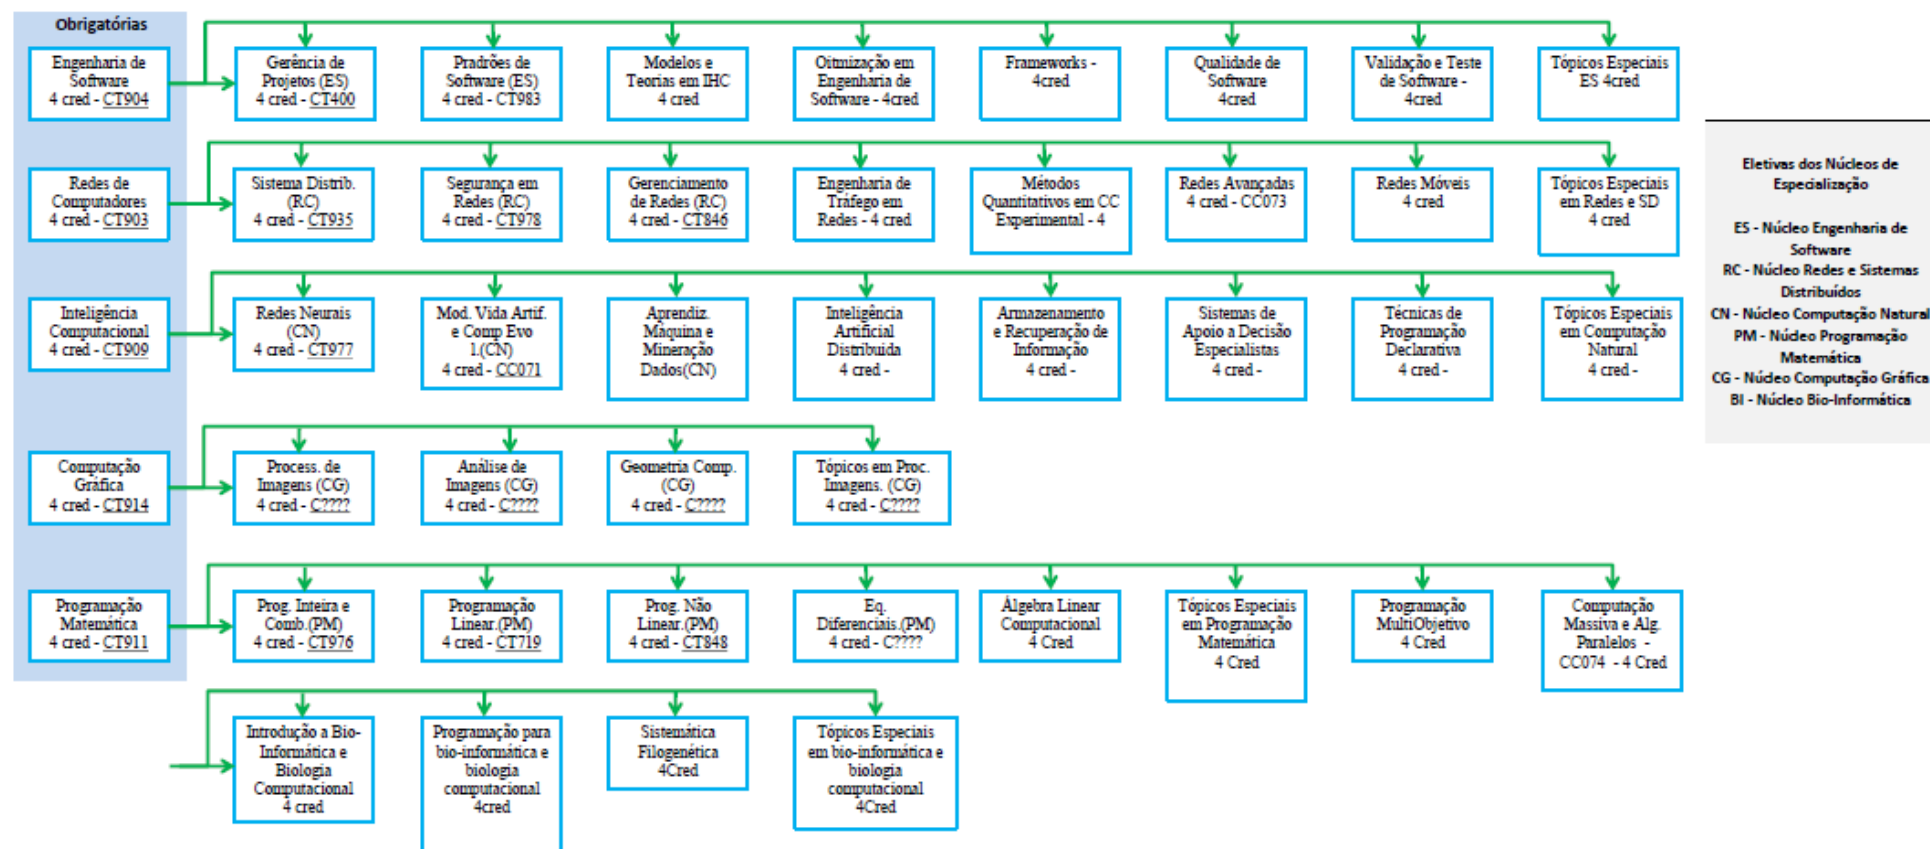 Obrigatórias
Engenharia de
Software
4 cred - CT904
Gerência de
Projetos (ES)
4 cred - CT400
Pradrões de
Software (ES)
4 cred - CT983
Modelos e
Teorias em IHC
4 cred
Oitmização em
Engenharia de
Software - 4cred
Frameworks -
4cred
Qualidade de
Software
4cred
Validação e Teste
de Software -
4cred
Tópicos Especiais
ES 4cred
Redes de
Computadores
4 cred - CT903
Sistema Distrib.
(RC)
4 cred - CT935
Segurança em
Redes (RC)
4 cred - CT978
Gerenciamento
de Redes (RC)
4 cred - CT846
Engenharia de
Tráfego em
Redes - 4 cred
Métodos
Quantitativos em CC
Experimental - 4
Redes Avançadas
4 cred - CC073
Redes Móveis
4 cred
Tópicos Especiais
em Redes e SD
4 cred
Inteligência
Computacional
4 cred - CT909
Redes Neurais
(CN)
4 cred - CT977
Mod. Vida Artif.
e Comp Evo
l.(CN)
4 cred - CC071
Aprendiz.
Máquina e
Mineração
Dados(CN)
Inteligência
Artificial
Distribuida
4 cred -
Armazenamento
e Recuperação de
Informação
4 cred -
Sistemas de
Apoio a Decisão
Especialistas
4 cred -
Técnicas de
Programação
Declarativa
4 cred -
Tópicos Especiais
em Computação
Natural
4 cred -
Computação
Gráfica
4 cred - CT914
Process. de
Imagens (CG)
4 cred - C????
Análise de
Imagens (CG)
4 cred - C????
Geometria Comp.
(CG)
4 cred - C????
Tópicos em Proc.
Imagens. (CG)
4 cred - C????
Programação
Matemática
4 cred - CT911
Prog. Inteira e
Comb.(PM)
4 cred - CT976
Programação
Linear.(PM)
4 cred - CT719
Prog. Não
Linear.(PM)
4 cred - CT848
Eq.
Diferenciais.(PM)
4 cred - C????
Álgebra Linear
Computacional
4 Cred
Tópicos Especiais
em Programação
Matemática
4 Cred
Programação
MultiObjetivo
4 Cred
Computação
Massiva e Alg.
Paralelos -
CC074 - 4 Cred
Introdução a Bio-
Informática e
Biologia
Computacional
4 cred
Programação para
bio-informática e
biologia
computacional
4cred
Sistemática
Filogenética
4Cred
Tópicos Especiais
em bio-informática e
biologia
computacional
4Cred
Eletivas dos Núcleos de
Especialização
ES - Núcleo Engenharia de
Software
RC - Núcleo Redes e Sistemas
Distribuídos
CN - Núcleo Computação Natural
PM - Núcleo Programação
Matemática
CG - Núcleo Computação Gráfica
BI - Núcleo Bio-Informática